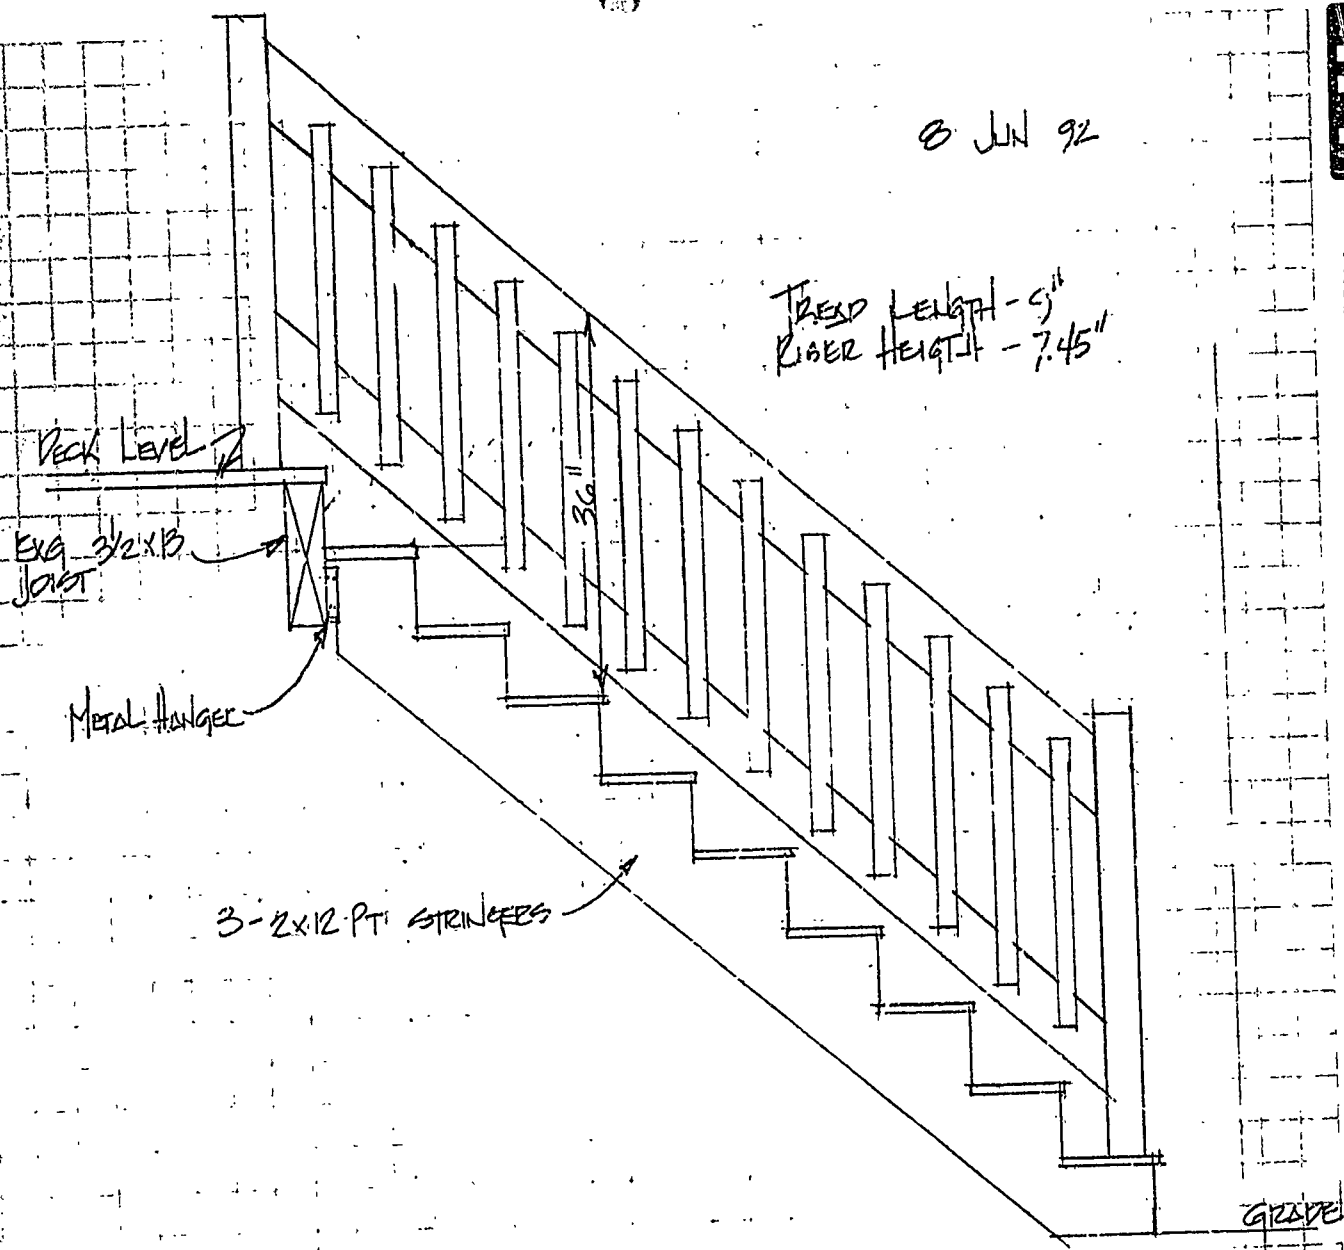 8 JUN 92
TREAD LENGTH - 9"
RISER HEIGTH - 7.45"
DECK LEVEL
36"
EXG 3 1/2 X 13
JOIST
METAL HANGER
3 - 2X12 PT STRINGERS
GRADE